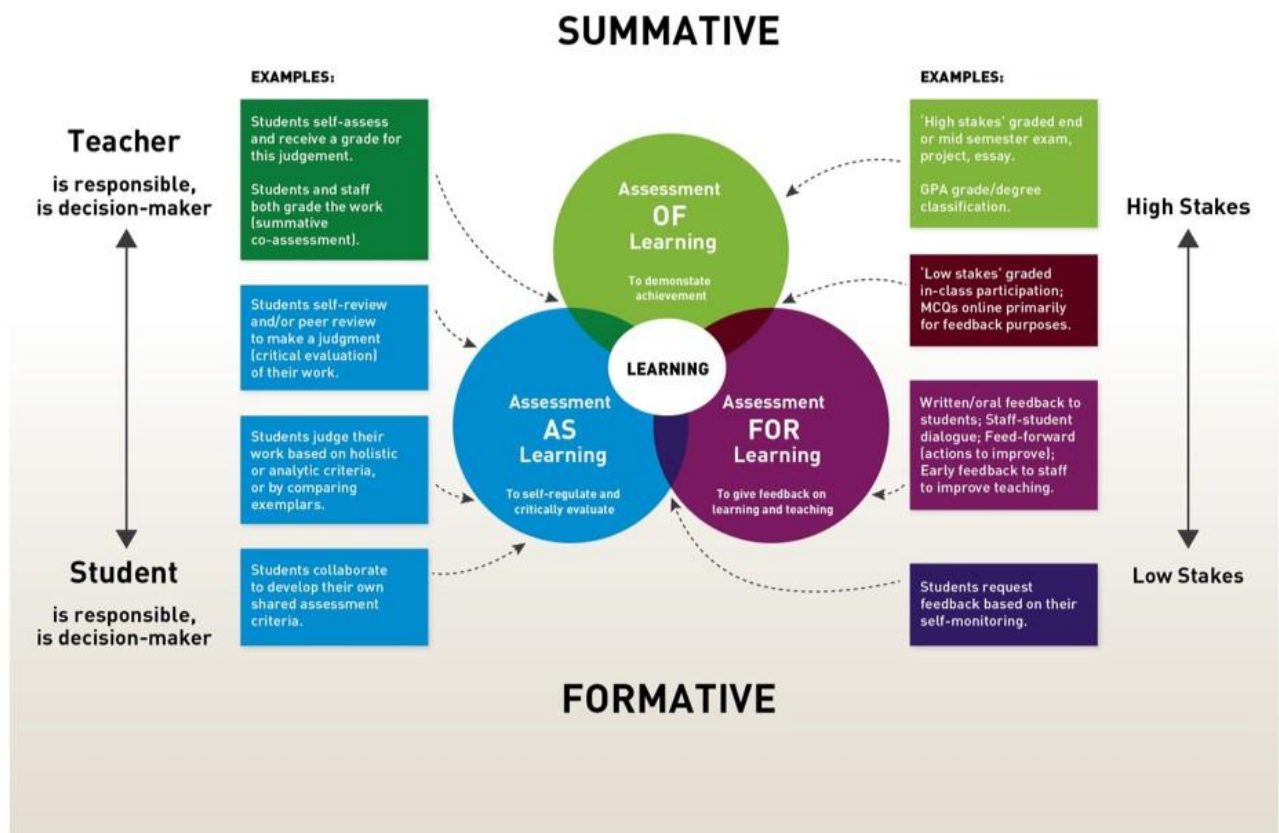 SUMMATIVE
EXAMPLES:
Students self-assess
and receive a grade for
this judgement.
Students and staff
both grade the work
(summative
co-assessment).
Students self-review
and/or peer review
to make a judgment
(critical evaluation)
of their work.
Students judge their
work based on holistic
or analytic criteria,
or by comparing
exemplars.
Students collaborate
to develop their own
shared assessment
criteria.
Teacher
is responsible,
is decision-maker
Student
is responsible,
is decision-maker
Assessment
OF
Learning
To demonstate
achievement
LEARNING
Assessment
AS
Learning
To self-regulate and
critically evaluate
Assessment
FOR
Learning
To give feedback on
learning and teaching
EXAMPLES:
'High stakes' graded end
or mid semester exam,
project, essay.
GPA grade/degree
classification.
'Low stakes' graded
in-class participation;
MCQs online primarily
for feedback purposes.
Written/oral feedback to
students; Staff-student
dialogue; Feed-forward
(actions to improve);
Early feedback to staff
to improve teaching.
Students request
feedback based on their
self-monitoring.
High Stakes
Low Stakes
FORMATIVE